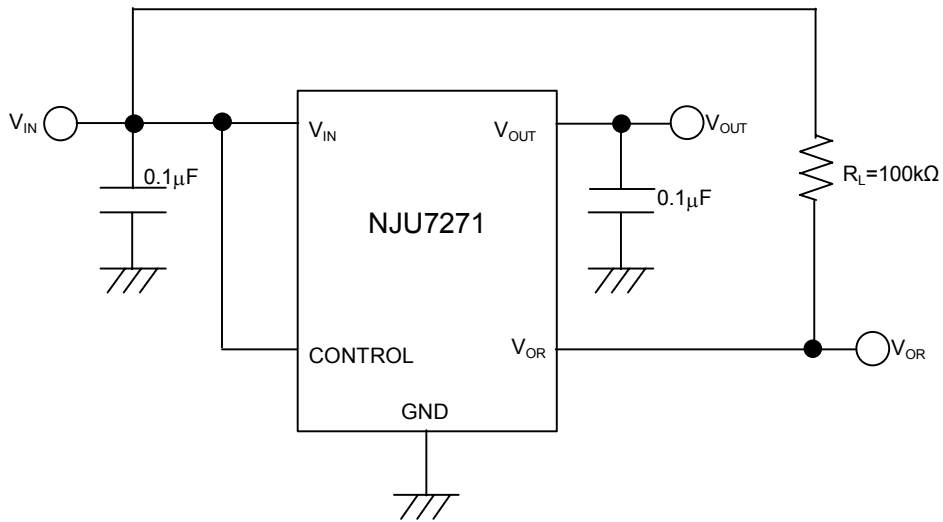 V_IN
V_IN
V_OUT
V_OUT
0.1μF
R_L=100kΩ
0.1μF
NJU7271
CONTROL
V_OR
V_OR
GND